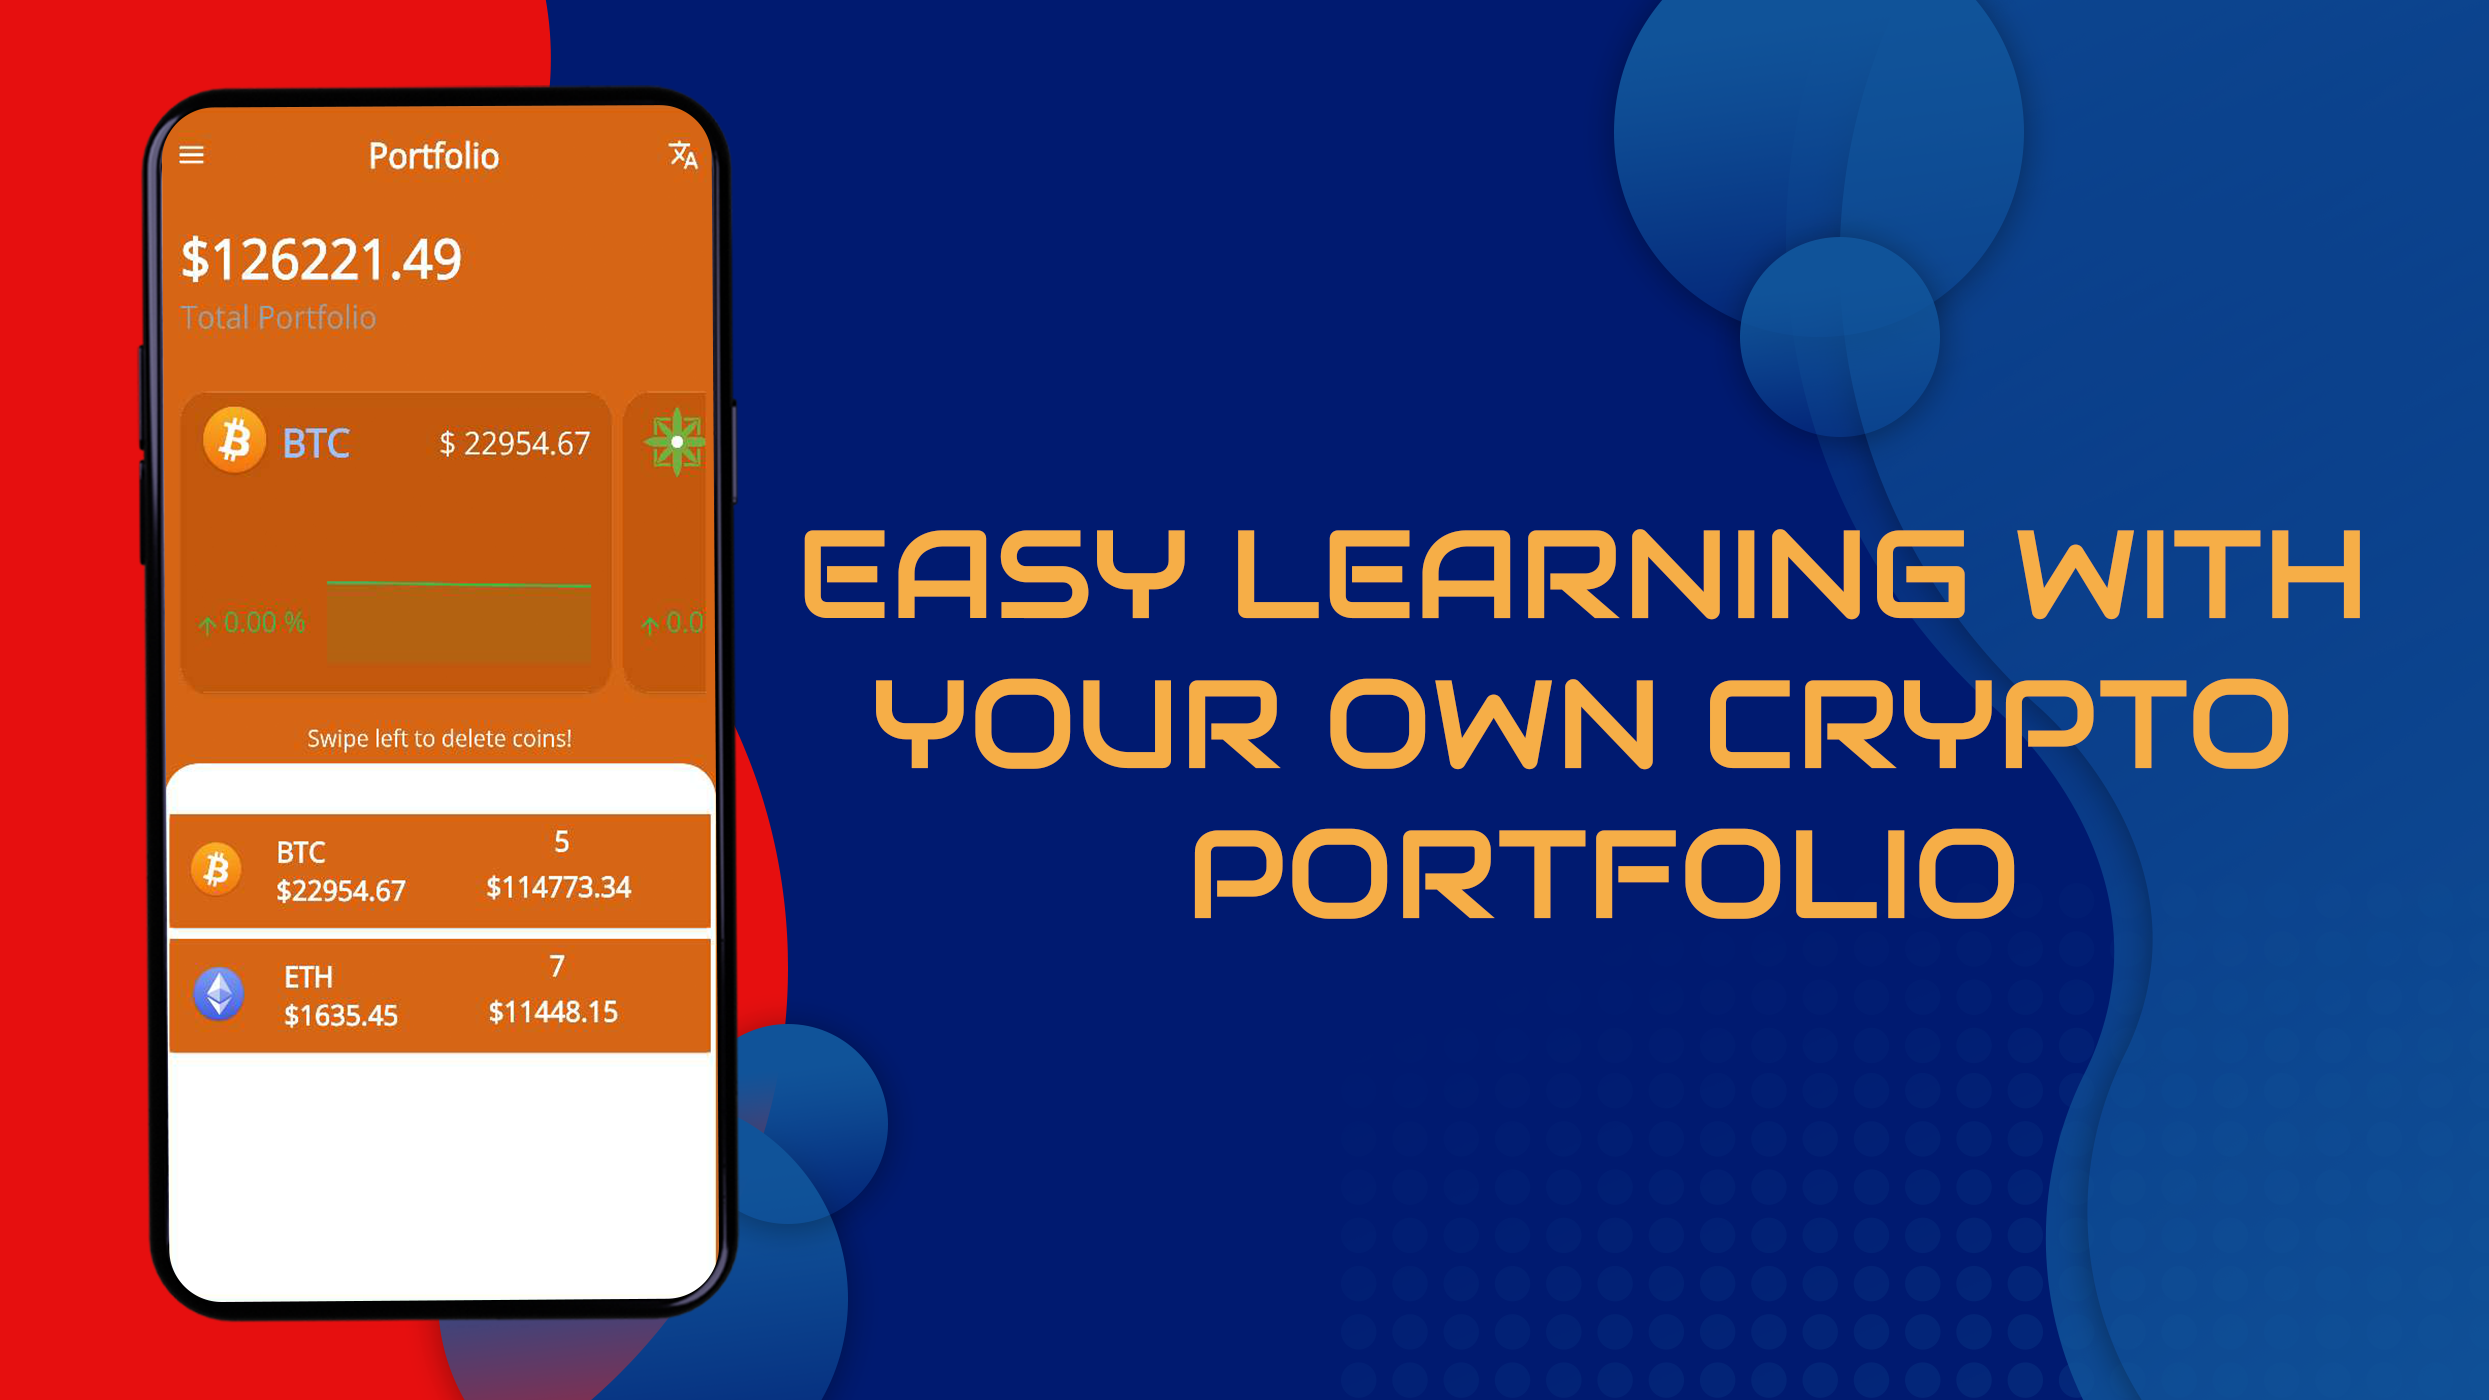 Portfolio
$126221.49
Total Portfolio
BTC $ 22954.67
↑ 0.00 % ↑ 0.0
Swipe left to delete coins!
BTC 5
$22954.67 $114773.34
ETH 7
$1635.45 $11448.15
EASY LEARNING WITH
YOUR OWN CRYPTO
PORTFOLIO